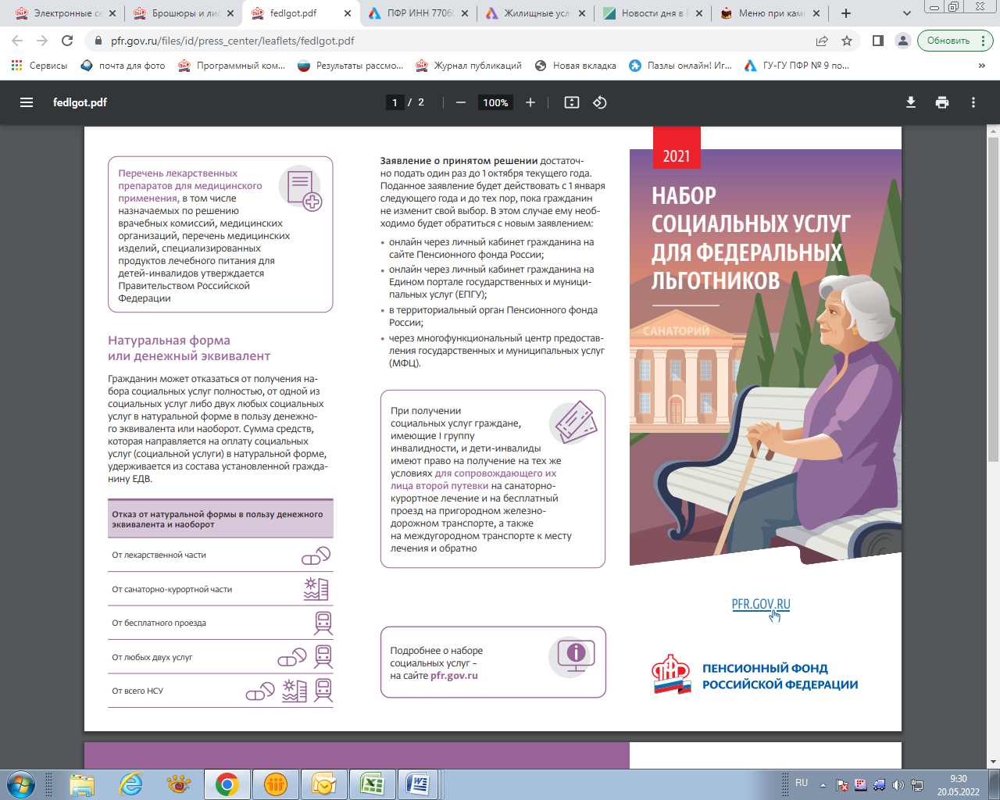 Электронные се
Брошюры и лис
fedlgot.pdf
ПФР ИНН 7706
Жилищные усл
Новости дня в
Меню при кам
pfr.gov.ru/files/id/press_center/leaflets/fedlgot.pdf
Обновить
Сервисы
почта для фото
Программный ком...
Результаты рассмо...
Журнал публикаций
Новая вкладка
Пазлы онлайн! Иг...
ГУ-ГУ ПФР № 9 по...
»
fedlgot.pdf
1 / 2
100%
Перечень лекарственных
препаратов для медицинского
применения, в том числе
назначаемых по решению
врачебных комиссий, медицинских
организаций, перечень медицинских
изделий, специализированных
продуктов лечебного питания для
детей-инвалидов утверждается
Правительством Российской
Федерации
Натуральная форма
или денежный эквивалент
Гражданин может отказаться от получения на-
бора социальных услуг полностью, от одной из
социальных услуг либо двух любых социальных
услуг в натуральной форме в пользу денежно-
го эквивалента или наоборот. Сумма средств,
которая направляется на оплату социальных
услуг (социальной услуги) в натуральной форме,
удерживается из состава установленной гражда-
нину ЕДВ.
Отказ от натуральной формы в пользу денежного
эквивалента и наоборот
От лекарственной части
От санаторно-курортной части
От бесплатного проезда
От любых двух услуг
От всего НСУ
Заявление о принятом решении достаточ-
но подать один раз до 1 октября текущего года.
Поданное заявление будет действовать с 1 января
следующего года и до тех пор, пока гражданин
не изменит свой выбор. В этом случае ему необ-
ходимо будет обратиться с новым заявлением:
• онлайн через личный кабинет гражданина на
сайте Пенсионного фонда России;
• онлайн через личный кабинет гражданина на
Едином портале государственных и муници-
пальных услуг (ЕПГУ);
• в территориальный орган Пенсионного фонда
России;
• через многофункциональный центр предостав-
ления государственных и муниципальных услуг
(МФЦ).
При получении
социальных услуг граждане,
имеющие I группу
инвалидности, и дети-инвалиды
имеют право на получение на тех же
условиях для сопровождающего их
лица второй путевки на санаторно-
курортное лечение и на бесплатный
проезд на пригородном железно-
дорожном транспорте, а также
на междугородном транспорте к месту
лечения и обратно
Подробнее о наборе
социальных услуг –
на сайте pfr.gov.ru
2021
НАБОР
СОЦИАЛЬНЫХ УСЛУГ
ДЛЯ ФЕДЕРАЛЬНЫХ
ЛЬГОТНИКОВ
САНАТОРИЙ
PFR.GOV.RU
ПЕНСИОННЫЙ ФОНД
РОССИЙСКОЙ ФЕДЕРАЦИИ
RU
9:30
20.05.2022